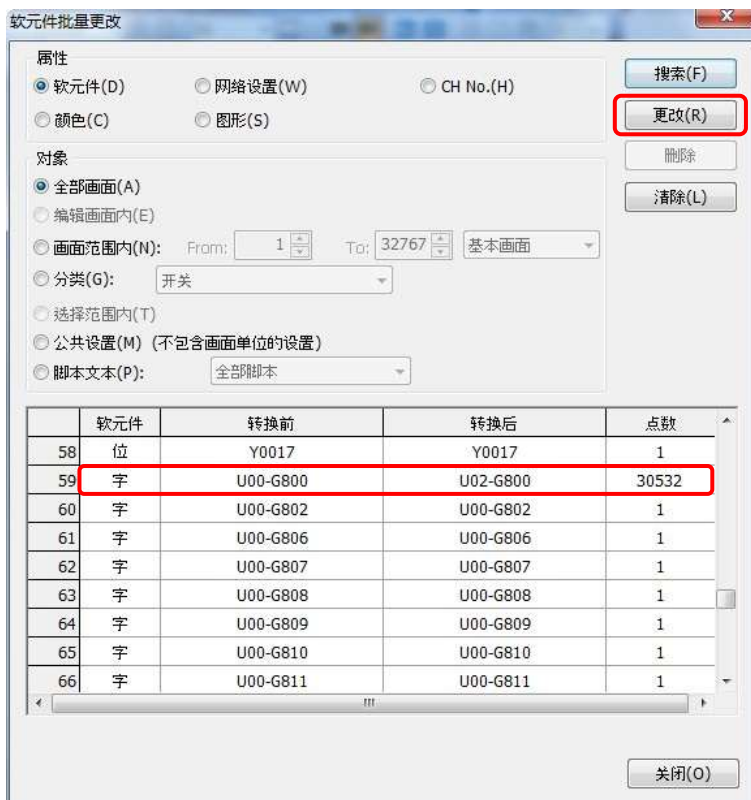 软元件批量更改
属性
软元件(D) 网络设置(W) CH No.(H)
颜色(C) 图形(S)
搜索(F)
更改(R)
删除
清除(L)
对象
全部画面(A)
编辑画面内(E)
画面范围内(N): From: 1 To: 32767 基本画面
分类(G): 开关
选择范围内(T)
公共设置(M) (不包含画面单位的设置)
脚本文本(P): 全部脚本
软元件 转换前 转换后 点数
58 位 Y0017 Y0017 1
59 字 U00-G800 U02-G800 30532
60 字 U00-G802 U00-G802 1
61 字 U00-G806 U00-G806 1
62 字 U00-G807 U00-G807 1
63 字 U00-G808 U00-G808 1
64 字 U00-G809 U00-G809 1
65 字 U00-G810 U00-G810 1
66 字 U00-G811 U00-G811 1
关闭(O)